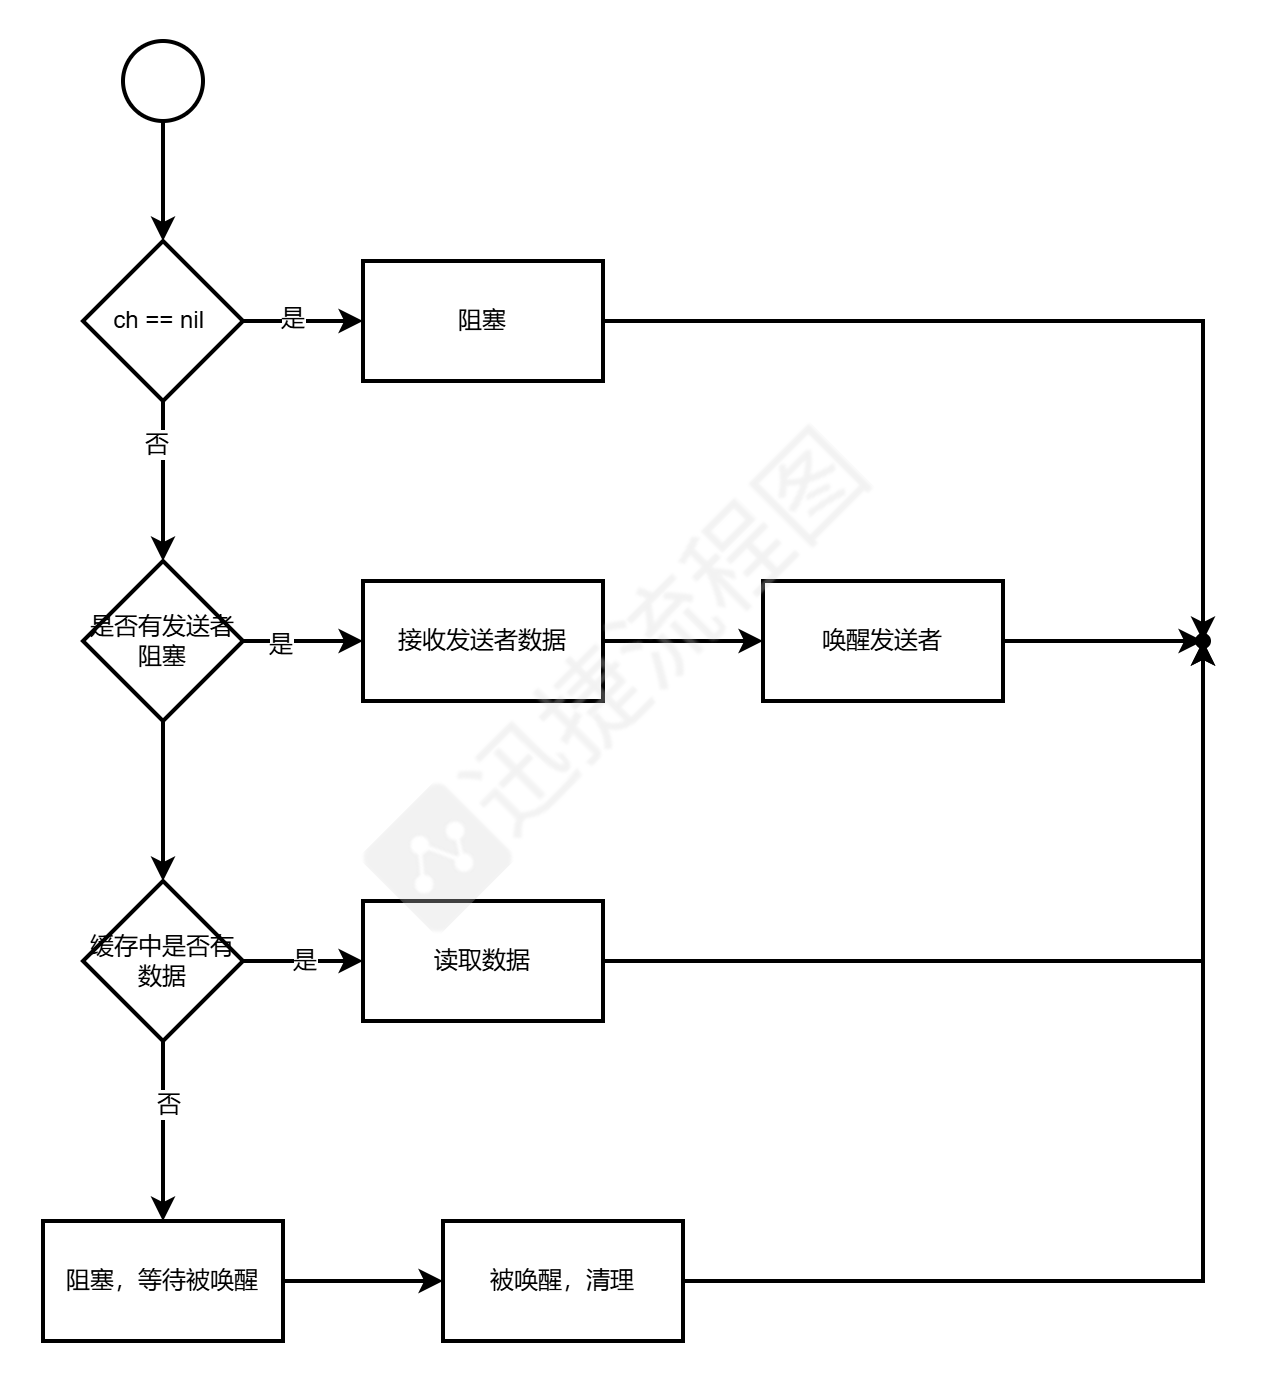 ch == nil
是
阻塞
否
是否有发送者
阻塞
是
接收发送者数据
唤醒发送者
缓存中是否有
数据
是
读取数据
否
阻塞，等待被唤醒
被唤醒，清理
迅捷流程图